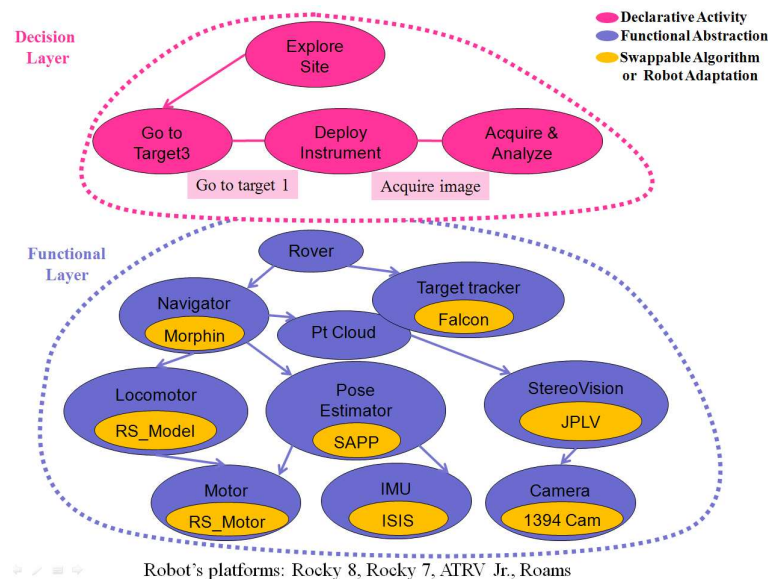 Decision
Layer
Declarative Activity
Functional Abstraction
Swappable Algorithm
or Robot Adaptation
Explore
Site
Go to
Target3
Deploy
Instrument
Acquire &
Analyze
Go to target 1
Acquire image
Functional
Layer
Rover
Navigator
Morphin
Target tracker
Falcon
Pt Cloud
Locomotor
RS_Model
Pose
Estimator
SAPP
StereoVision
JPLV
Motor
RS_Motor
IMU
ISIS
Camera
1394 Cam
Robot's platforms: Rocky 8, Rocky 7, ATRV Jr., Roams